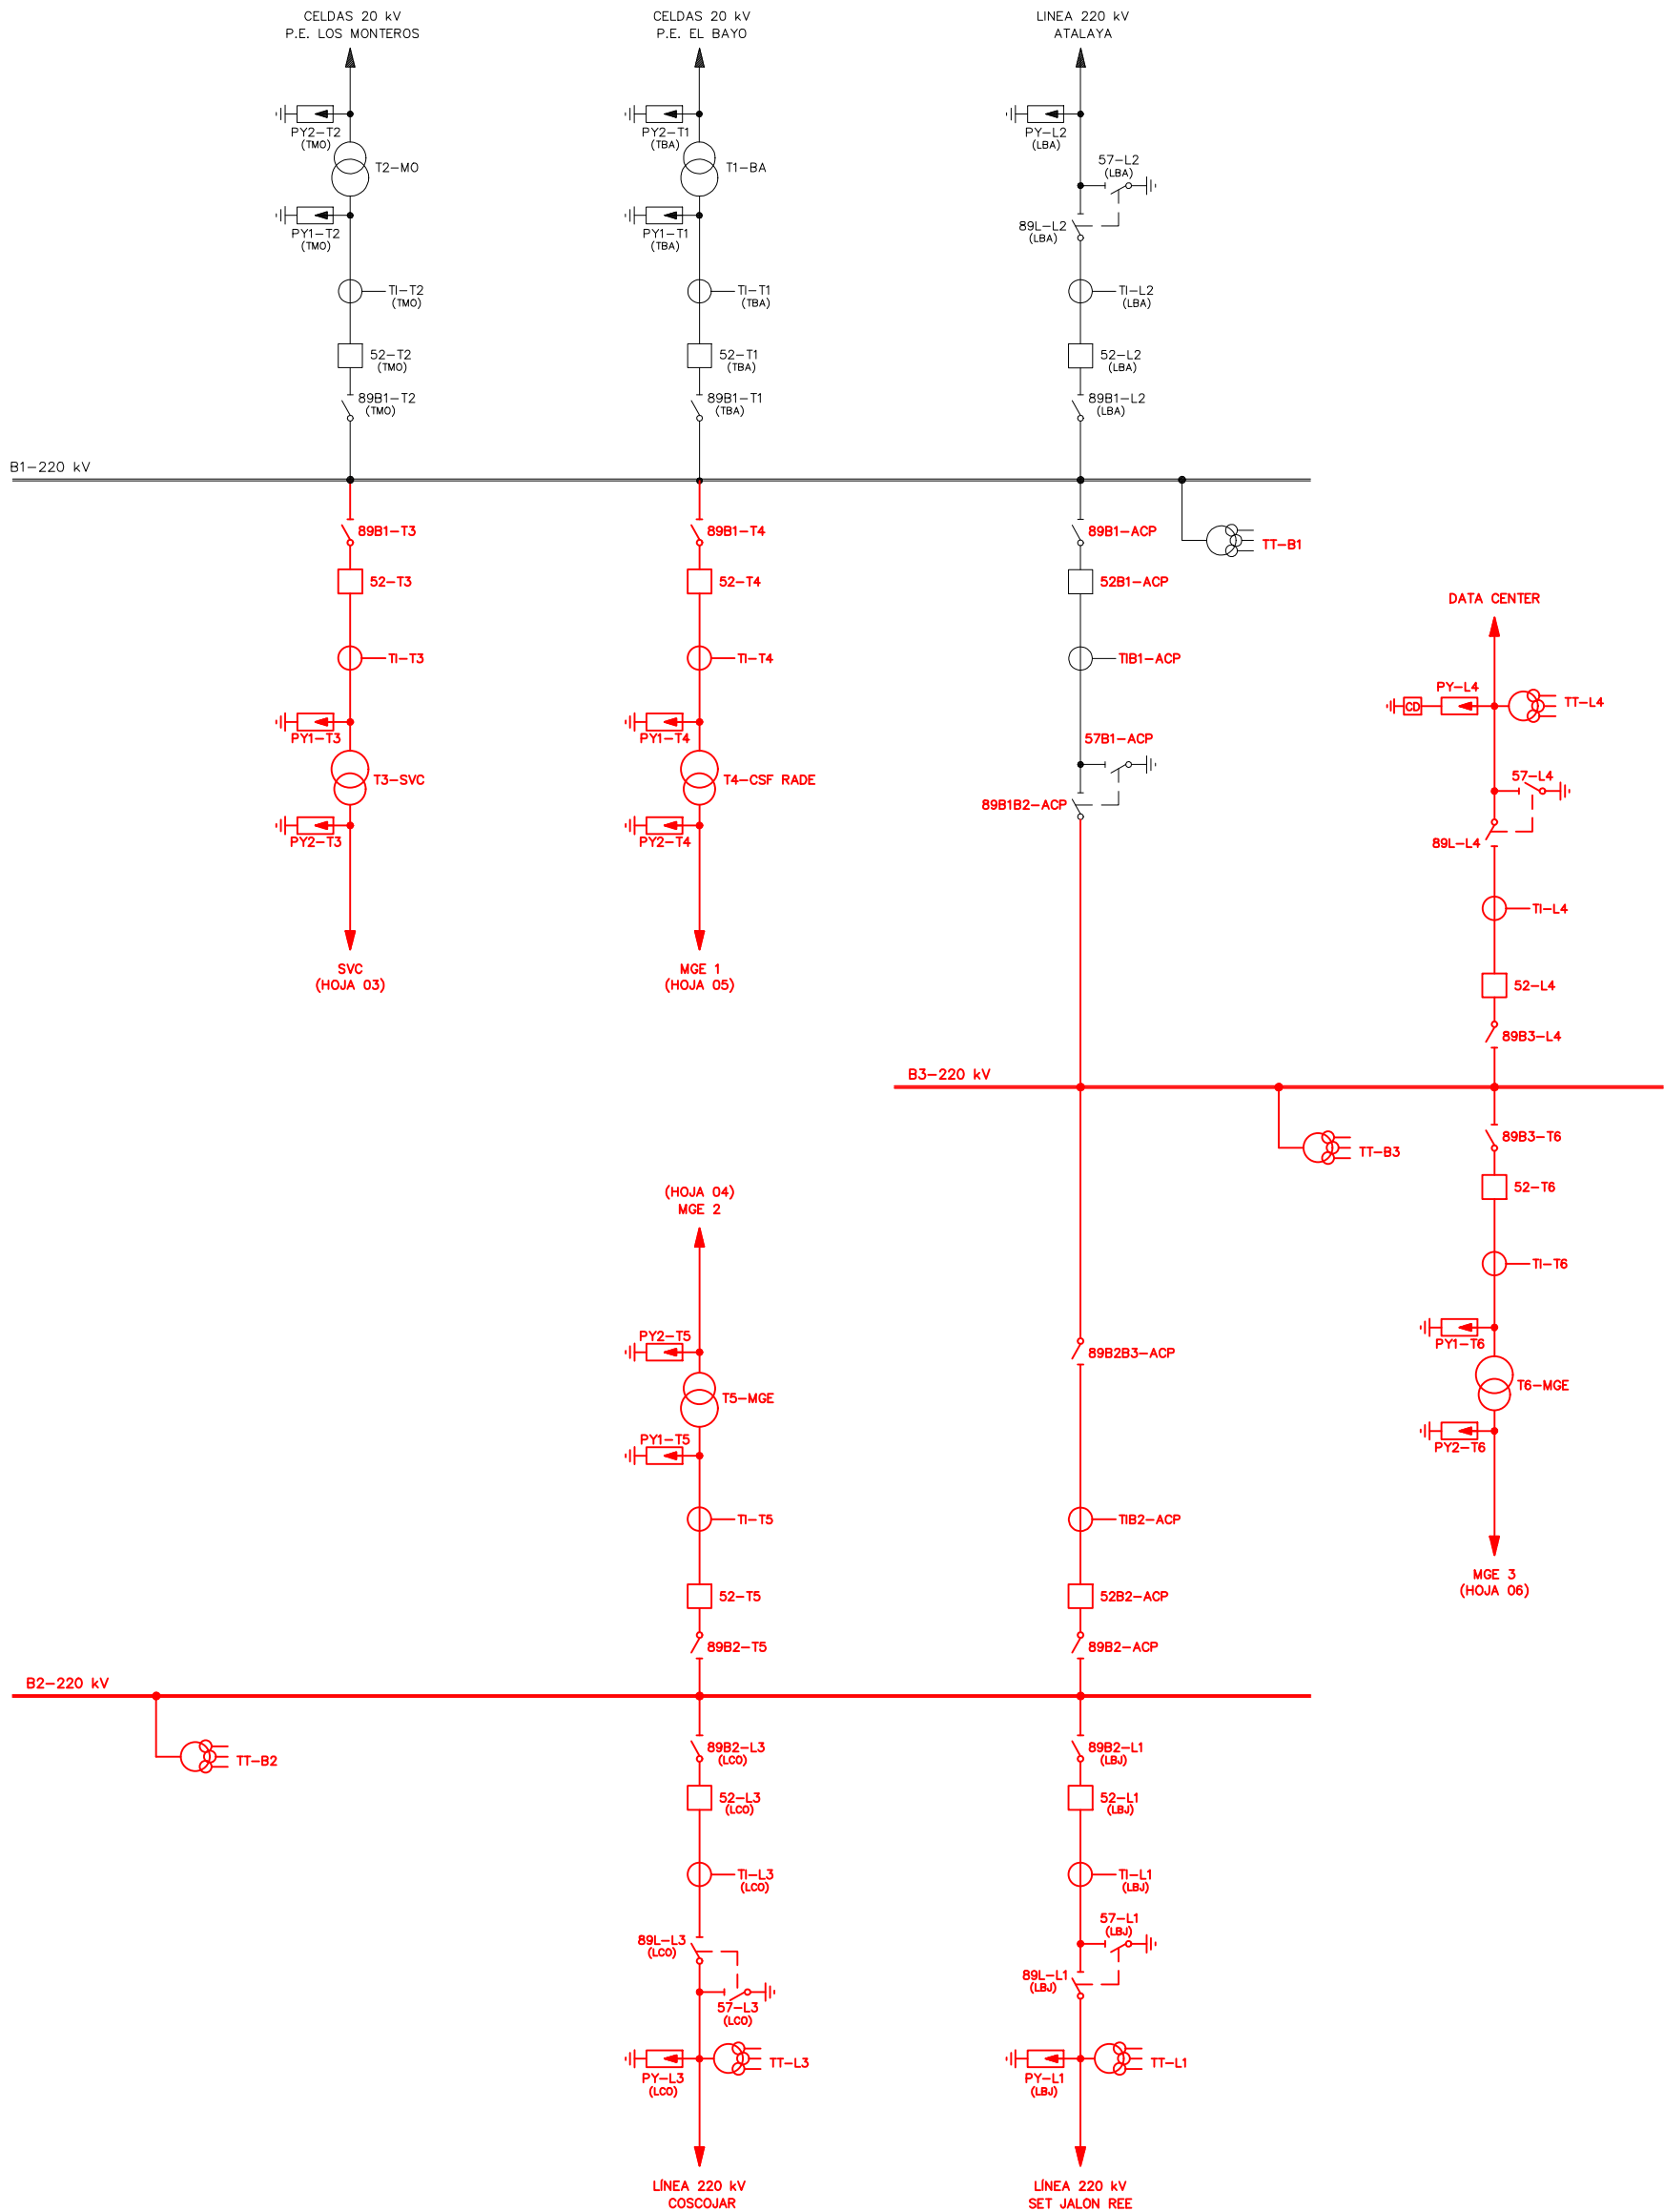 CELDAS 20 kV
P.E. LOS MONTEROS
CELDAS 20 kV
P.E. EL BAYO
LINEA 220 kV
ATALAYA
PY2-T2
(TMO)
T2-MO
PY1-T2
(TMO)
TI-T2
(TMO)
52-T2
(TMO)
89B1-T2
(TMO)
PY2-T1
(TBA)
T1-BA
PY1-T1
(TBA)
TI-T1
(TBA)
52-T1
(TBA)
89B1-T1
(TBA)
PY-L2
(LBA)
57-L2
(LBA)
89L-L2
(LBA)
TI-L2
(LBA)
52-L2
(LBA)
89B1-L2
(LBA)
B1-220 kV
89B1-T3
52-T3
TI-T3
PY1-T3
T3-SVC
PY2-T3
SVC
(HOJA 03)
89B1-T4
52-T4
TI-T4
PY1-T4
T4-CSF RADE
PY2-T4
MGE 1
(HOJA 05)
89B1-ACP
52B1-ACP
TIB1-ACP
57B1-ACP
89B1B2-ACP
TT-B1
DATA CENTER
PY-L4
CD
TT-L4
57-L4
89L-L4
TI-L4
52-L4
89B3-L4
B3-220 kV
TT-B3
89B3-T6
52-T6
TI-T6
PY1-T6
T6-MGE
PY2-T6
MGE 3
(HOJA 06)
(HOJA 04)
MGE 2
PY2-T5
T5-MGE
PY1-T5
TI-T5
52-T5
89B2-T5
89B2B3-ACP
TIB2-ACP
52B2-ACP
89B2-ACP
B2-220 kV
TT-B2
89B2-L3
(LCO)
52-L3
(LCO)
TI-L3
(LCO)
89L-L3
(LCO)
57-L3
(LCO)
PY-L3
(LCO)
TT-L3
LÍNEA 220 kV
COSCOJAR
89B2-L1
(LBJ)
52-L1
(LBJ)
TI-L1
(LBJ)
57-L1
(LBJ)
89L-L1
(LBJ)
PY-L1
(LBJ)
TT-L1
LÍNEA 220 kV
SET JALON REE